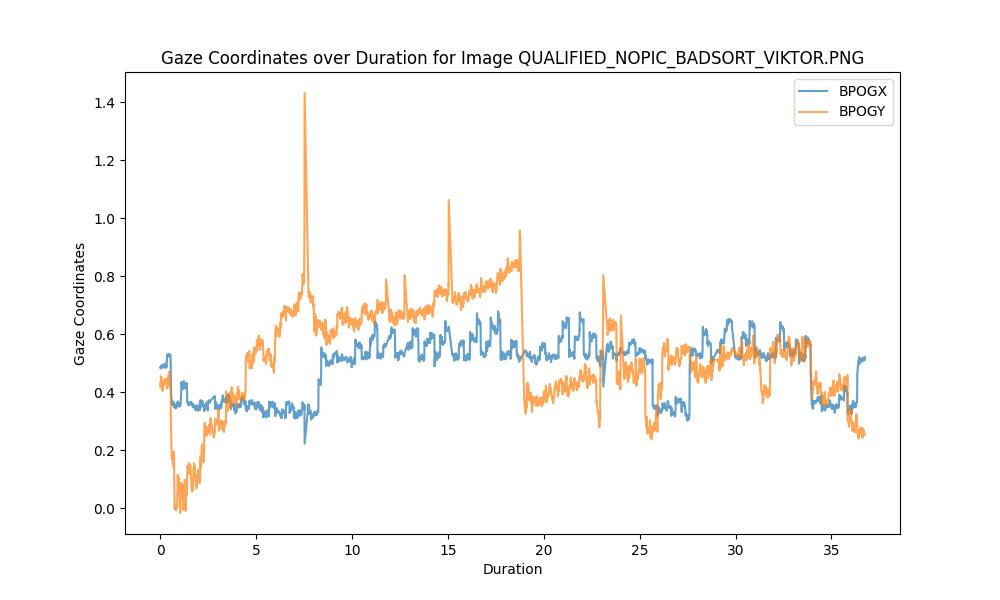 Gaze Coordinates over Duration for Image QUALIFIED_NOPIC_BADSORT_VIKTOR.PNG
BPOGX
BPOGY
Gaze Coordinates
1.4
1.2
1.0
0.8
0.6
0.4
0.2
0.0
0 5 10 15 20 25 30 35
Duration